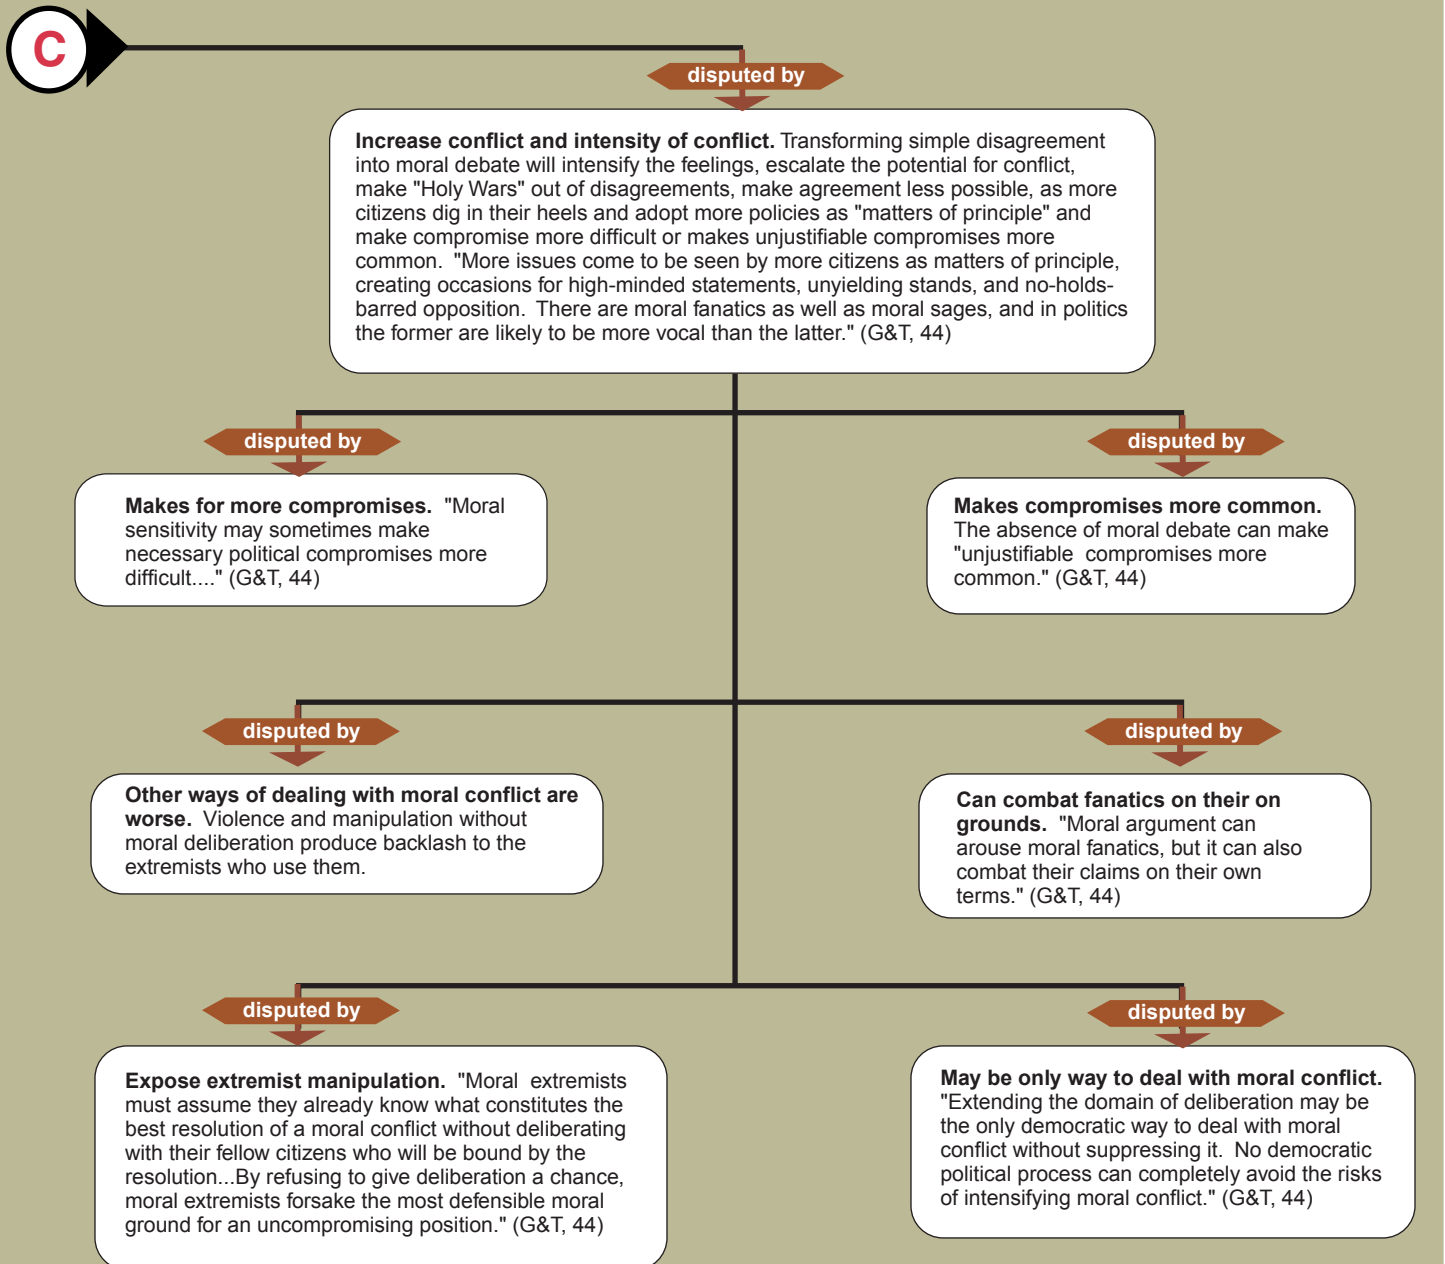 C
disputed by
Increase conflict and intensity of conflict. Transforming simple disagreement
into moral debate will intensify the feelings, escalate the potential for conflict,
make "Holy Wars" out of disagreements, make agreement less possible, as more
citizens dig in their heels and adopt more policies as "matters of principle" and
make compromise more difficult or makes unjustifiable compromises more
common. "More issues come to be seen by more citizens as matters of principle,
creating occasions for high-minded statements, unyielding stands, and no-holds-
barred opposition. There are moral fanatics as well as moral sages, and in politics
the former are likely to be more vocal than the latter." (G&T, 44)
disputed by
Makes for more compromises. "Moral
sensitivity may sometimes make
necessary political compromises more
difficult...." (G&T, 44)
disputed by
Makes compromises more common.
The absence of moral debate can make
"unjustifiable compromises more
common." (G&T, 44)
disputed by
Other ways of dealing with moral conflict are
worse. Violence and manipulation without
moral deliberation produce backlash to the
extremists who use them.
disputed by
Can combat fanatics on their on
grounds. "Moral argument can
arouse moral fanatics, but it can also
combat their claims on their own
terms." (G&T, 44)
disputed by
Expose extremist manipulation. "Moral extremists
must assume they already know what constitutes the
best resolution of a moral conflict without deliberating
with their fellow citizens who will be bound by the
resolution...By refusing to give deliberation a chance,
moral extremists forsake the most defensible moral
ground for an uncompromising position." (G&T, 44)
disputed by
May be only way to deal with moral conflict.
"Extending the domain of deliberation may be
the only democratic way to deal with moral
conflict without suppressing it. No democratic
political process can completely avoid the risks
of intensifying moral conflict." (G&T, 44)